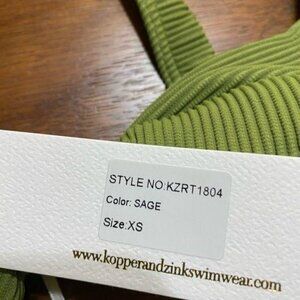 STYLE NO:KZRT1804
Color: SAGE
Size:XS
www.kopperandzinkswimwear.com